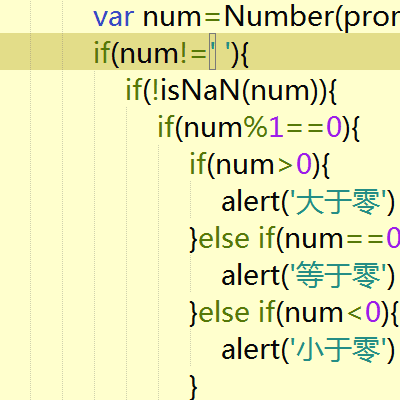 var num=Number(pror
if(num!=' '){
if(!isNaN(num)){
if(num%1==0){
if(num>0){
alert('大于零')
}else if(num==0
alert('等于零')
}else if(num<0){
alert('小于零')
}